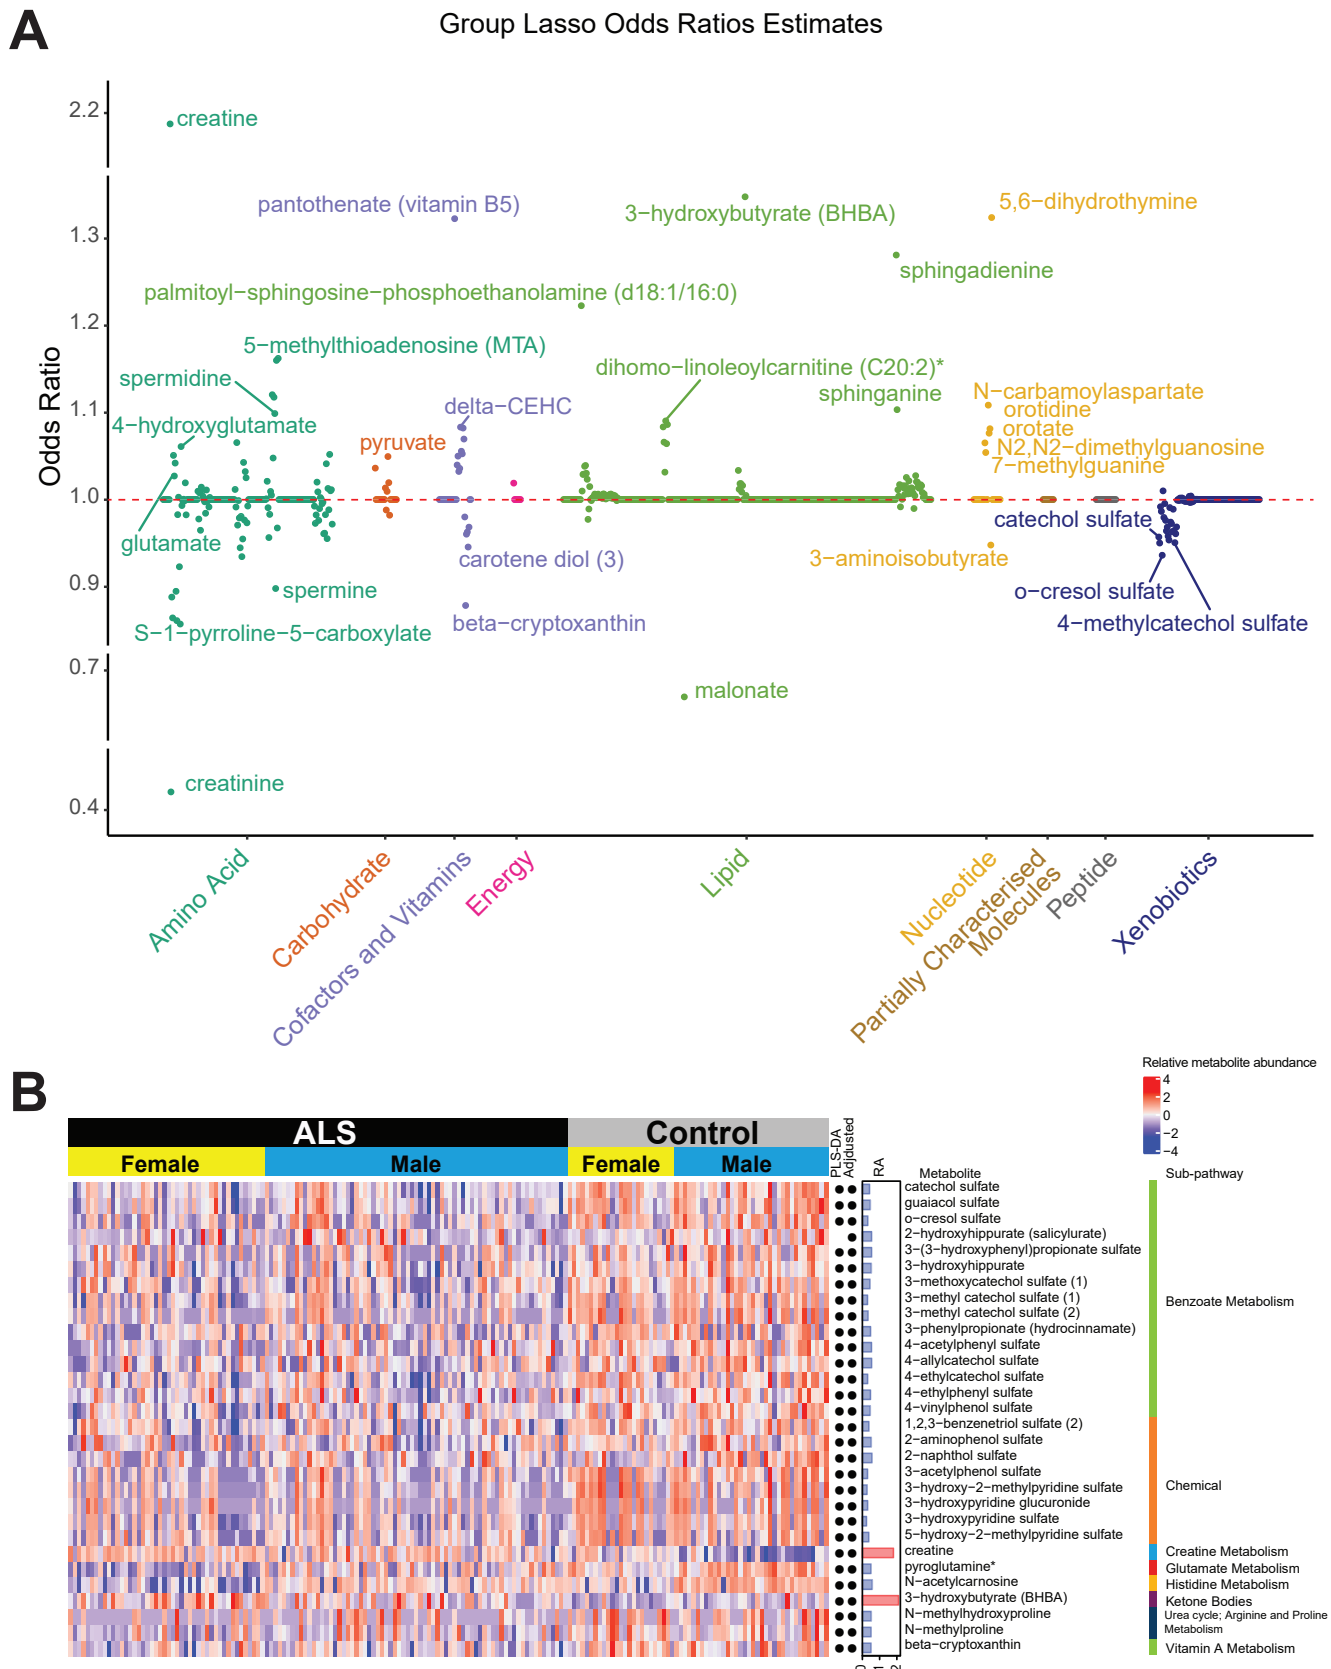 A
Group Lasso Odds Ratios Estimates
Odds Ratio
2.2
1.3
1.2
1.1
1.0
0.9
0.7
0.4
creatine
pantothenate (vitamin B5)
3−hydroxybutyrate (BHBA)
5,6−dihydrothymine
sphingadienine
palmitoyl−sphingosine−phosphoethanolamine (d18:1/16:0)
5−methylthioadenosine (MTA)
spermidine
dihomo−linoleoylcarnitine (C20:2)*
sphinganine
N−carbamoylaspartate
delta−CEHC
orotidine
4−hydroxyglutamate
orotate
pyruvate
N2,N2−dimethylguanosine
7−methylguanine
catechol sulfate
glutamate
carotene diol (3)
3−aminoisobutyrate
spermine
o−cresol sulfate
S−1−pyrroline−5−carboxylate
beta−cryptoxanthin
4−methylcatechol sulfate
malonate
creatinine
Amino Acid
Carbohydrate
Cofactors and Vitamins
Energy
Lipid
Nucleotide
Partially Characterised
Molecules
Peptide
Xenobiotics
B
Relative metabolite abundance
4
2
0
−2
−4
ALS
Control
Female
Male
Female
Male
PLS-DA
Adjdusted
RA
Metabolite
Sub-pathway
catechol sulfate
guaiacol sulfate
o−cresol sulfate
2−hydroxyhippurate (salicylurate)
3−(3−hydroxyphenyl)propionate sulfate
3−hydroxyhippurate
3−methoxycatechol sulfate (1)
3−methyl catechol sulfate (1)
3−methyl catechol sulfate (2)
3−phenylpropionate (hydrocinnamate)
4−acetylphenyl sulfate
4−allylcatechol sulfate
4−ethylcatechol sulfate
4−ethylphenyl sulfate
4−vinylphenol sulfate
1,2,3−benzenetriol sulfate (2)
2−aminophenol sulfate
2−naphthol sulfate
3−acetylphenol sulfate
3−hydroxy−2−methylpyridine sulfate
3−hydroxypyridine glucuronide
3−hydroxypyridine sulfate
5−hydroxy−2−methylpyridine sulfate
creatine
pyroglutamine*
N−acetylcarnosine
3−hydroxybutyrate (BHBA)
N−methylhydroxyproline
N−methylproline
beta−cryptoxanthin
Benzoate Metabolism
Chemical
Creatine Metabolism
Glutamate Metabolism
Histidine Metabolism
Ketone Bodies
Urea cycle; Arginine and Proline
Metabolism
Vitamin A Metabolism
0
1
2